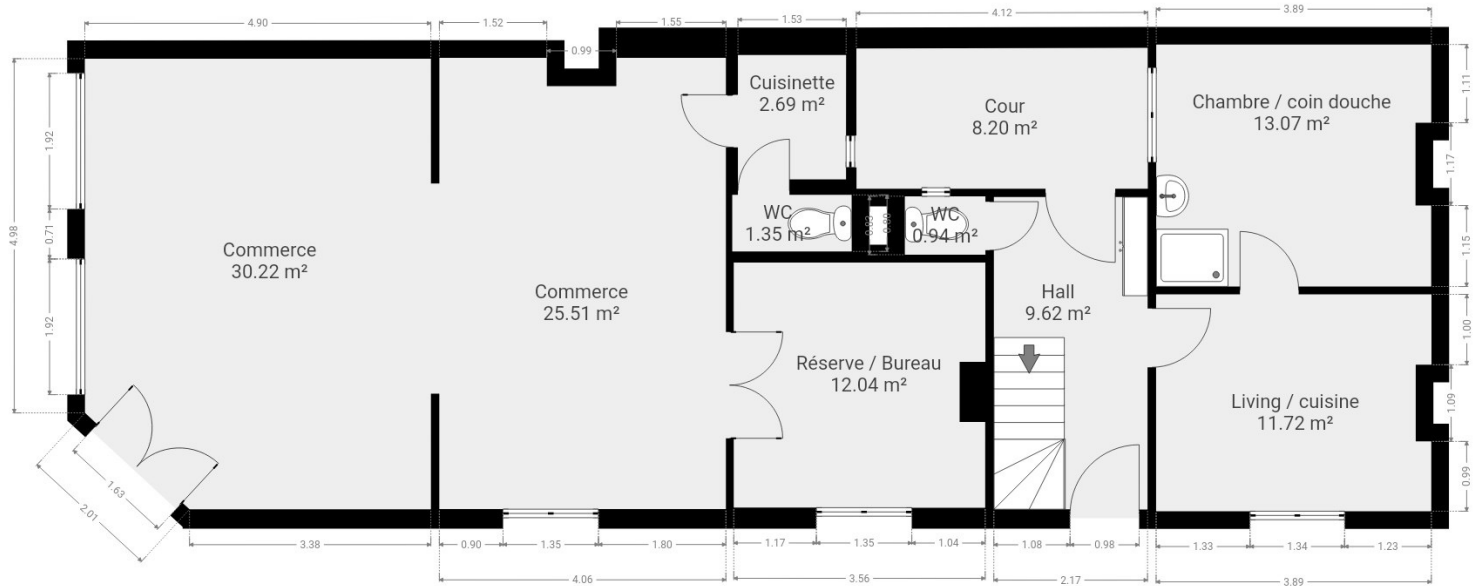 4.90
1.52
0.99
1.55
1.53
4.12
3.89
Cuisinette
2.69 m²
Cour
8.20 m²
Chambre / coin douche
13.07 m²
1.11
1.17
1.15
1.92
0.71
1.92
4.98
Commerce
30.22 m²
Commerce
25.51 m²
WC
1.35 m²
WC
0.94 m²
Hall
9.62 m²
Réserve / Bureau
12.04 m²
Living / cuisine
11.72 m²
1.00
1.09
0.99
1.63
2.01
3.38
0.90
1.35
1.80
4.06
1.17
1.35
1.04
3.56
1.08
0.98
2.17
1.33
1.34
1.23
3.89